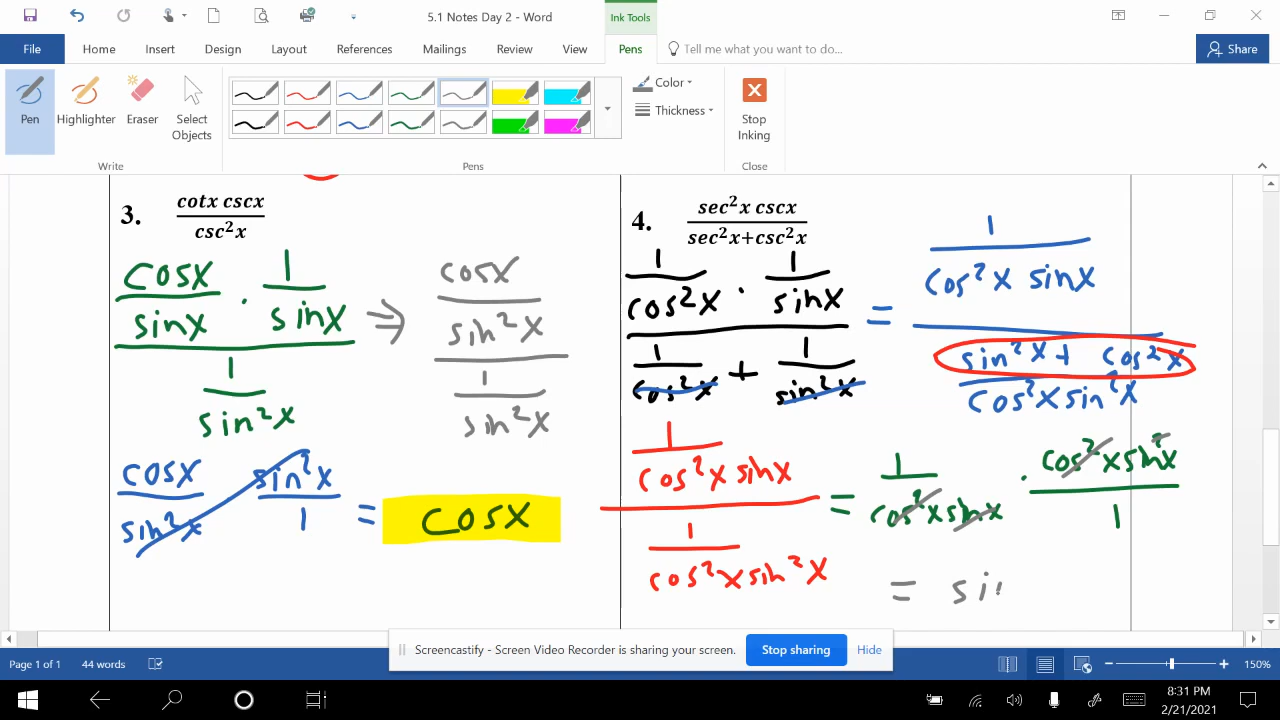 5.1 Notes Day 2 - Word
Ink Tools
File Home Insert Design Layout References Mailings Review View Pens Tell me what you want to do... Share
Pen Highlighter Eraser Select Objects
Color
Thickness
Stop Inking
Write Pens Close
3. cotx cscx
csc²x
cosx 1
sinx · sinx
1
sin²x
⇒
cosx
sin²x
1
sin²x
cosx sin²x
sin²x 1
= cosx
4. sec²x cscx
sec²x+csc²x
1 1
cos²x · sinx
1 + 1
cos²x sin²x
=
1
cos²x sinx
sin²x + cos²x
cos²x sin²x
1
cos²x sinx
1
cos²x sin²x
= 1 · cos²x sin²x
cos²x sinx 1
= sin
Screencastify - Screen Video Recorder is sharing your screen. Stop sharing Hide
Page 1 of 1 44 words 150%
8:31 PM
2/21/2021